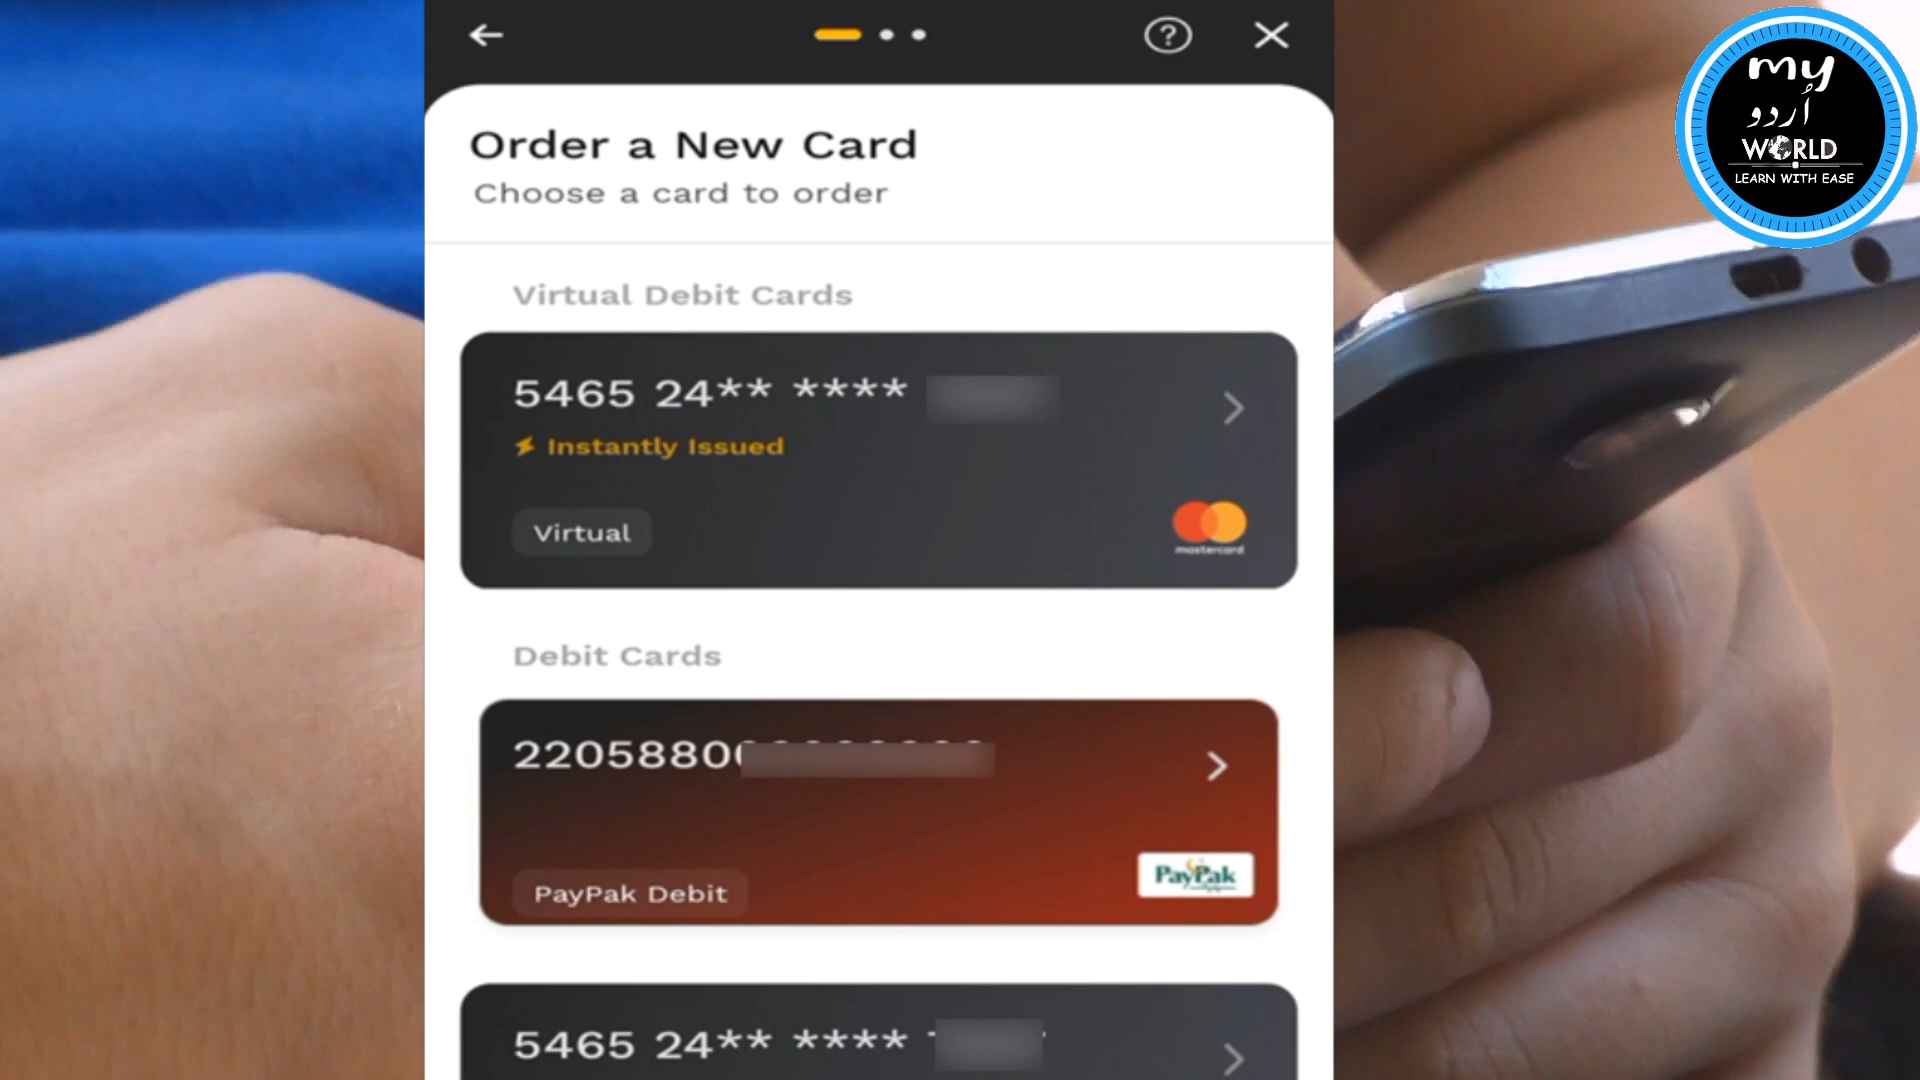 my
اُردو
WORLD
LEARN WITH EASE
Order a New Card
Choose a card to order
Virtual Debit Cards
5465 24** ****
Instantly Issued
Virtual
mastercard
Debit Cards
2205880
PayPak Debit
PayPak
5465 24** ****